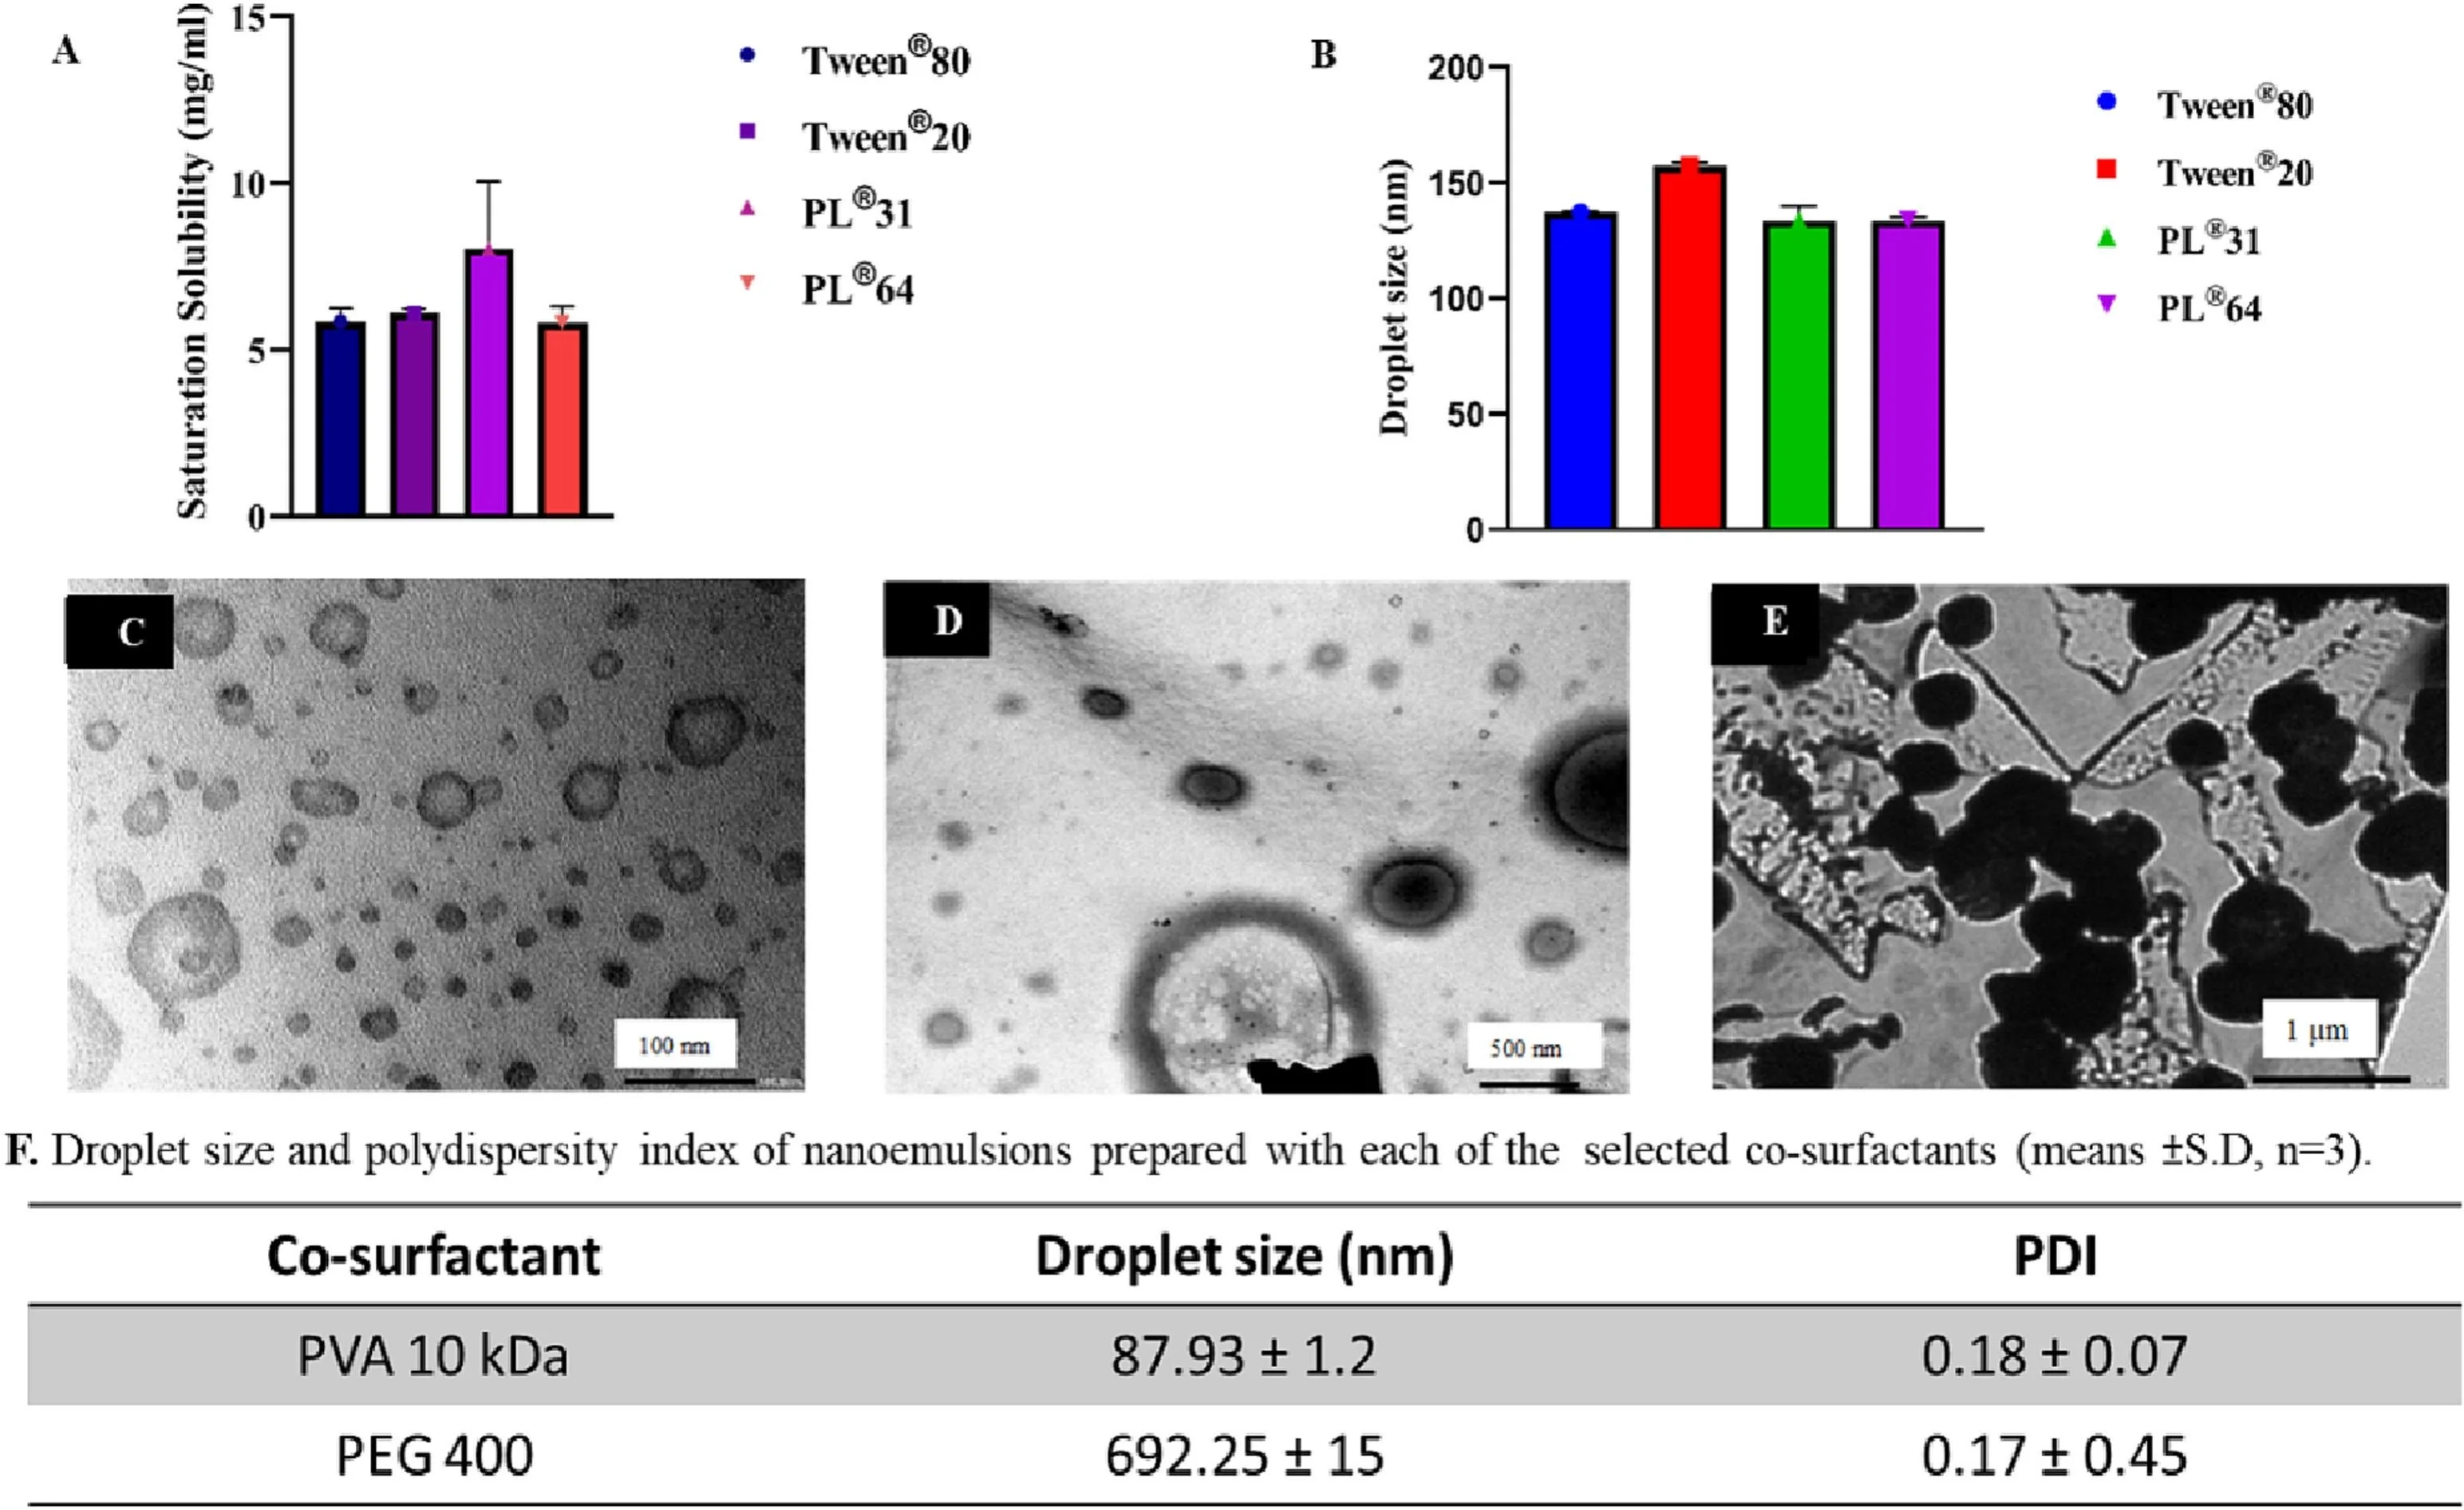 A
Saturation Solubility (mg/ml)
15
10
5
0
Tween®80
Tween®20
PL®31
PL®64
B
Droplet size (nm)
200
150
100
50
0
Tween®80
Tween®20
PL®31
PL®64
C
100 nm
D
500 nm
E
1 μm
F. Droplet size and polydispersity index of nanoemulsions prepared with each of the selected co-surfactants (means ±S.D, n=3).
Co-surfactant Droplet size (nm) PDI
PVA 10 kDa 87.93 ± 1.2 0.18 ± 0.07
PEG 400 692.25 ± 15 0.17 ± 0.45